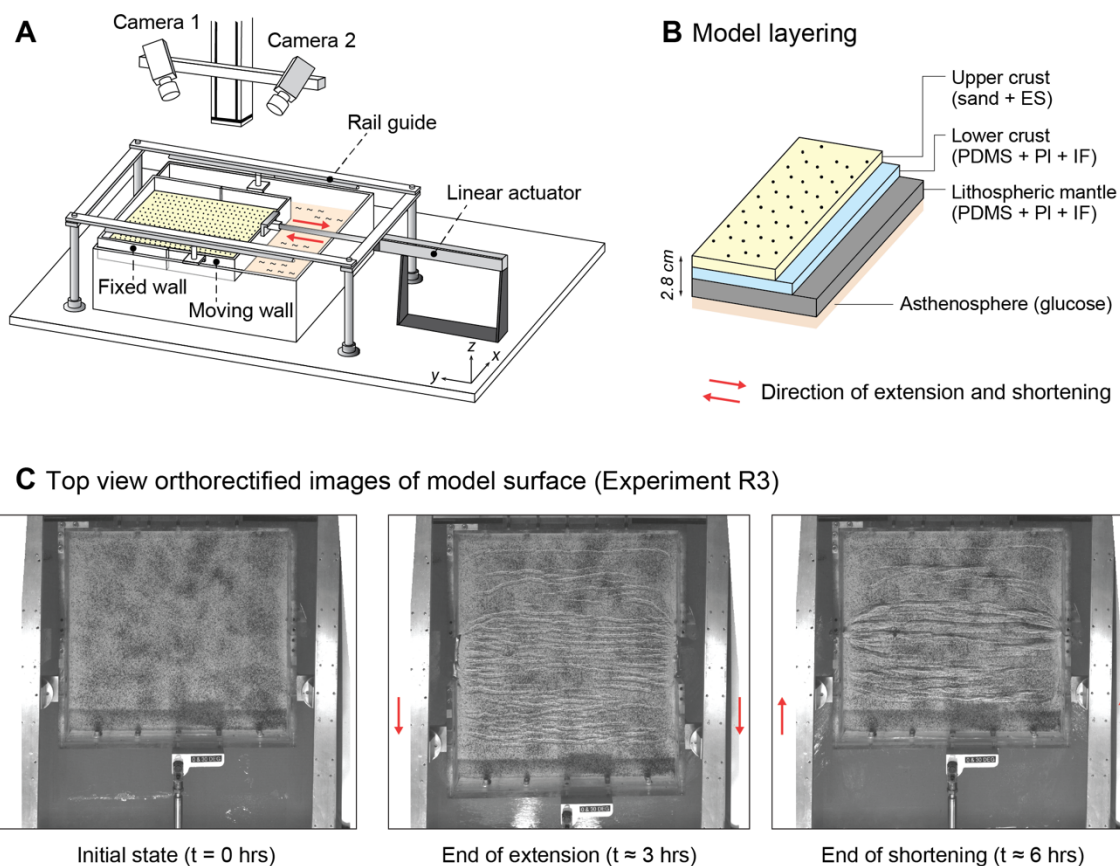 A
Camera 1
Camera 2
Rail guide
Linear actuator
Fixed wall
Moving wall
z
x
y
B Model layering
Upper crust
(sand + ES)
Lower crust
(PDMS + PI + IF)
Lithospheric mantle
(PDMS + PI + IF)
2.8 cm
Asthenosphere (glucose)
Direction of extension and shortening
C Top view orthorectified images of model surface (Experiment R3)
Initial state (t = 0 hrs)
End of extension (t ≈ 3 hrs)
End of shortening (t ≈ 6 hrs)